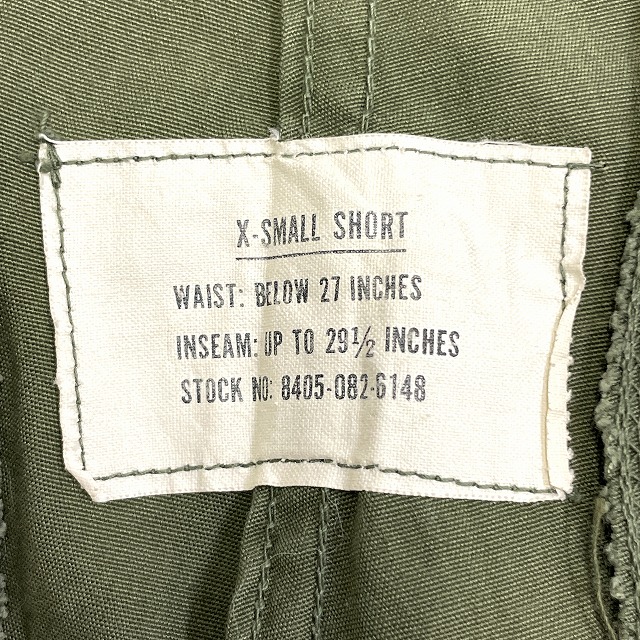 X-SMALL SHORT
WAIST: BELOW 27 INCHES
INSEAM: UP TO 29½ INCHES
STOCK NO: 8405-082-6148